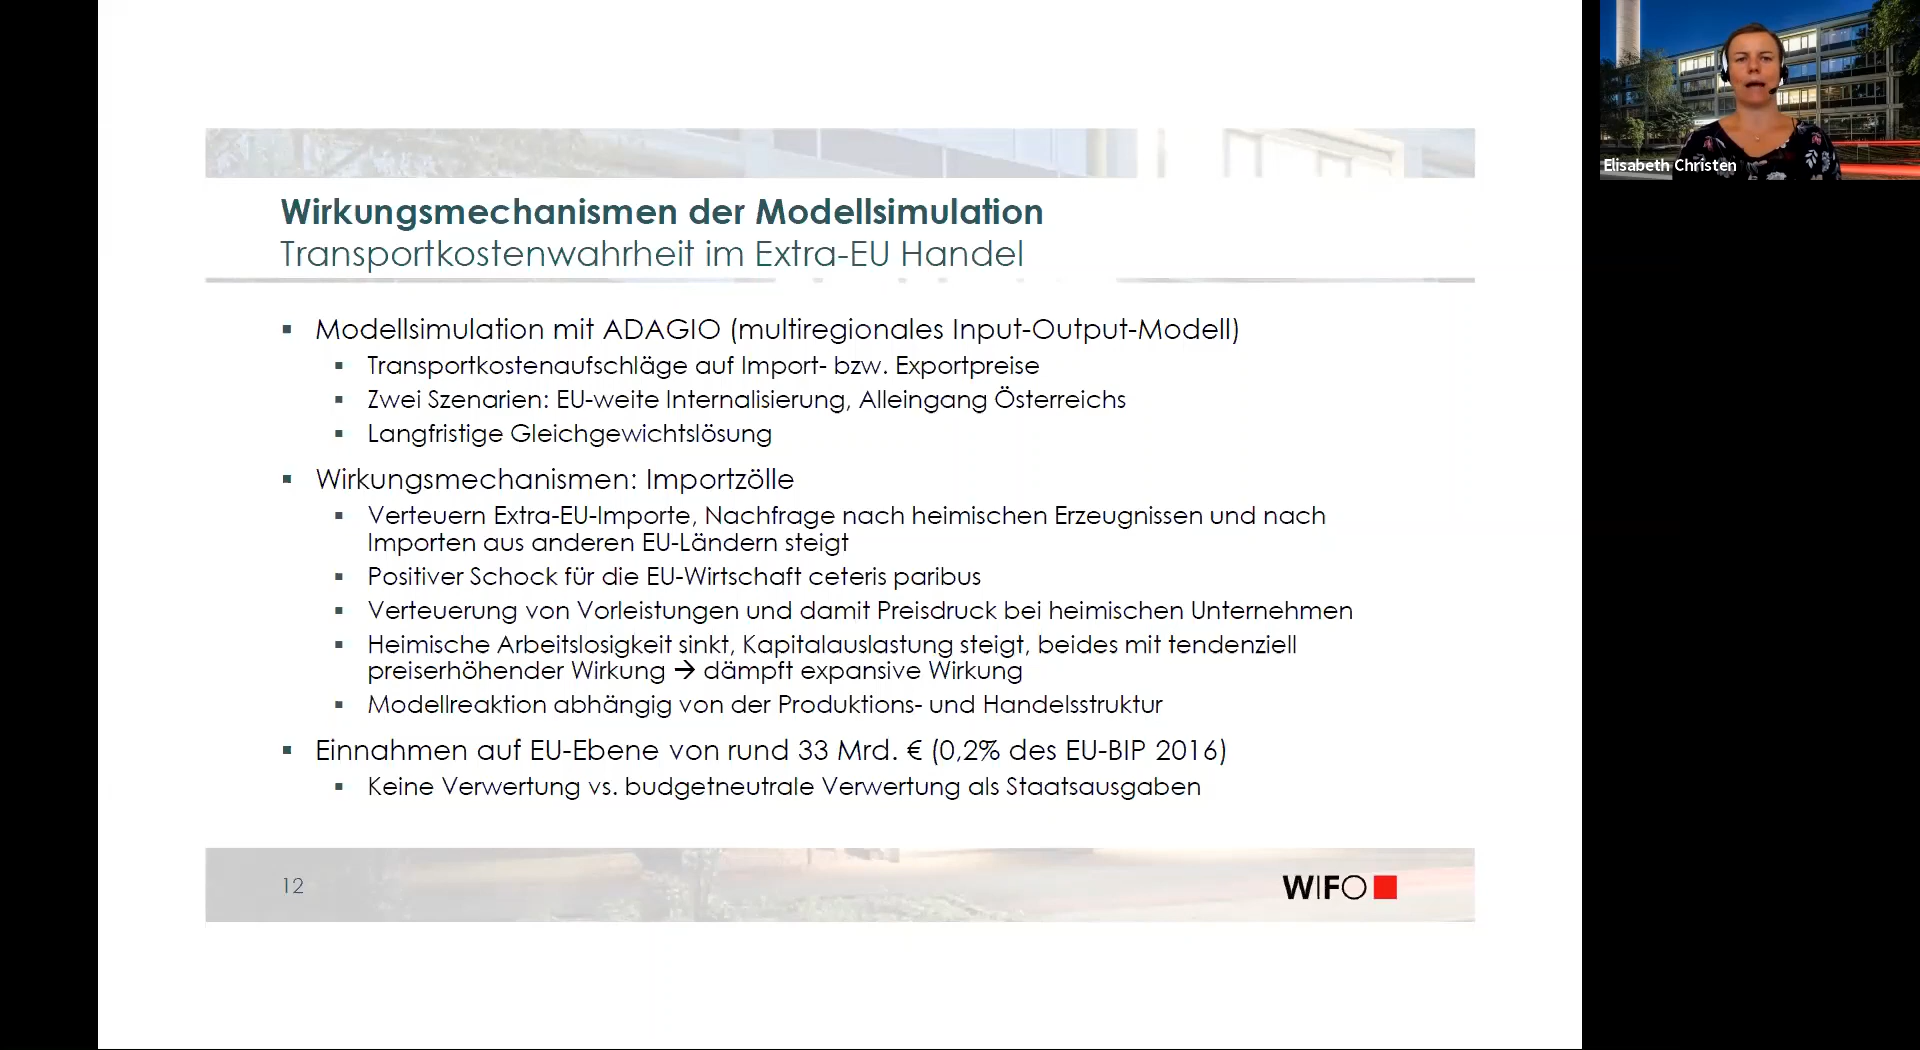 Wirkungsmechanismen der Modellsimulation
Transportkostenwahrheit im Extra-EU Handel
▪ Modellsimulation mit ADAGIO (multiregionales Input-Output-Modell)
▪ Transportkostenaufschläge auf Import- bzw. Exportpreise
▪ Zwei Szenarien: EU-weite Internalisierung, Alleingang Österreichs
▪ Langfristige Gleichgewichtslösung
▪ Wirkungsmechanismen: Importzölle
▪ Verteuern Extra-EU-Importe, Nachfrage nach heimischen Erzeugnissen und nach
Importen aus anderen EU-Ländern steigt
▪ Positiver Schock für die EU-Wirtschaft ceteris paribus
▪ Verteuerung von Vorleistungen und damit Preisdruck bei heimischen Unternehmen
▪ Heimische Arbeitslosigkeit sinkt, Kapitalauslastung steigt, beides mit tendenziell
preiserhöhender Wirkung → dämpft expansive Wirkung
▪ Modellreaktion abhängig von der Produktions- und Handelsstruktur
▪ Einnahmen auf EU-Ebene von rund 33 Mrd. € (0,2% des EU-BIP 2016)
▪ Keine Verwertung vs. budgetneutrale Verwertung als Staatsausgaben
12
WIFO
Elisabeth Christen